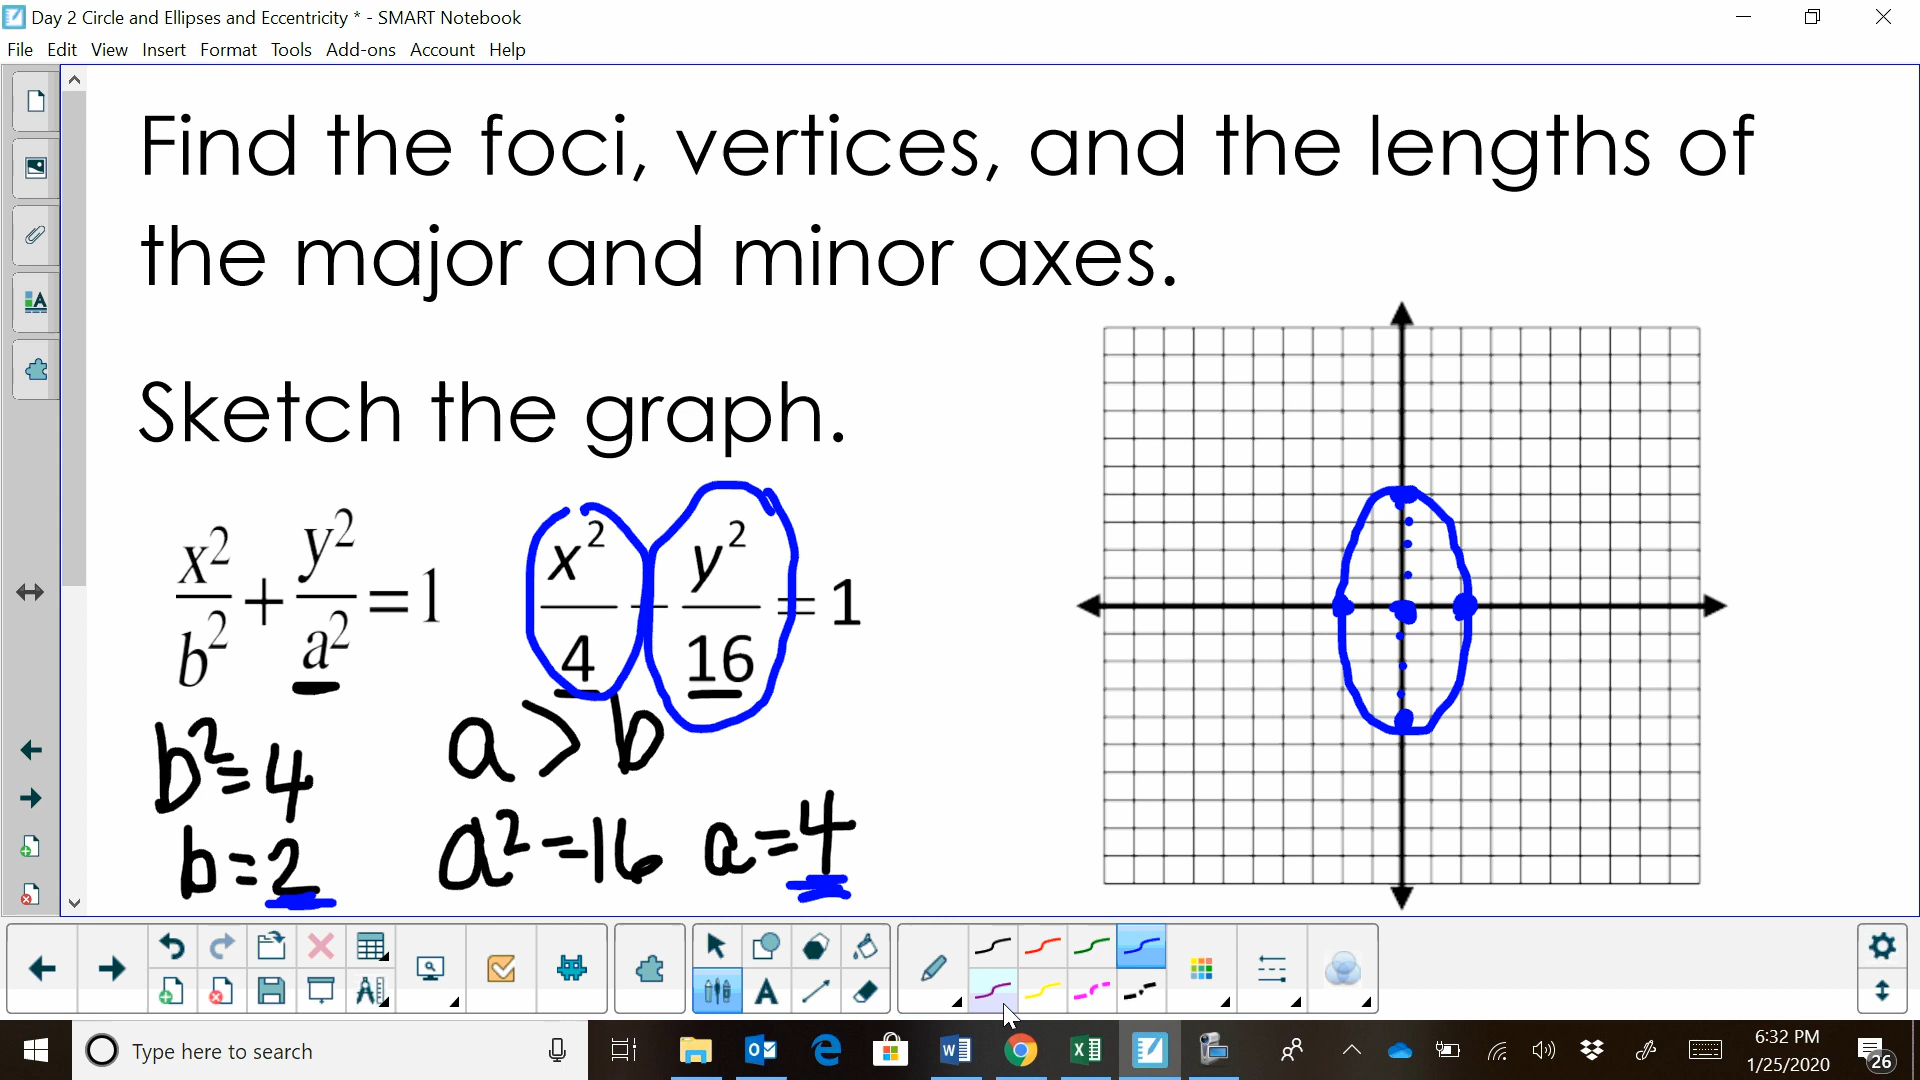 Day 2 Circle and Ellipses and Eccentricity * - SMART Notebook
File Edit View Insert Format Tools Add-ons Account Help
Find the foci, vertices, and the lengths of
the major and minor axes.
Sketch the graph.
x²/b² + y²/a² = 1
x²/4 + y²/16 = 1
b²=4
a > b
b=2
a²=16
a=4
Type here to search
6:32 PM
1/25/2020
26